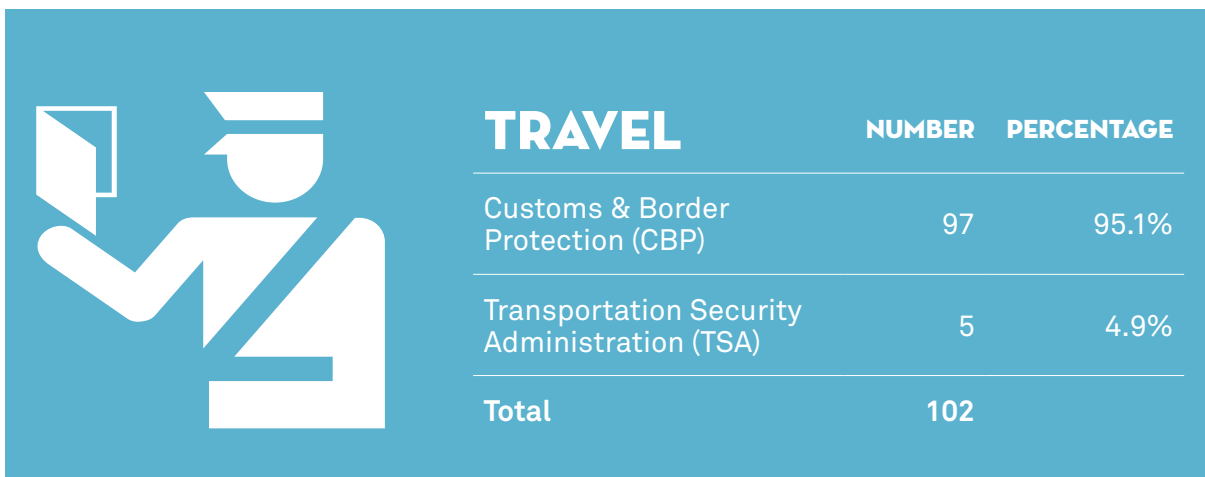 TRAVEL NUMBER PERCENTAGE
Customs & Border
Protection (CBP) 97 95.1%
Transportation Security
Administration (TSA) 5 4.9%
Total 102